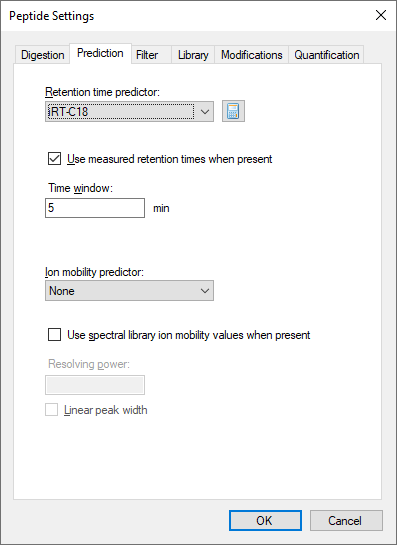 Peptide Settings
Digestion Prediction Filter Library Modifications Quantification
Retention time predictor:
iRT-C18
Use measured retention times when present
Time window:
5 min
Ion mobility predictor:
None
Use spectral library ion mobility values when present
Resolving power:
Linear peak width
OK Cancel